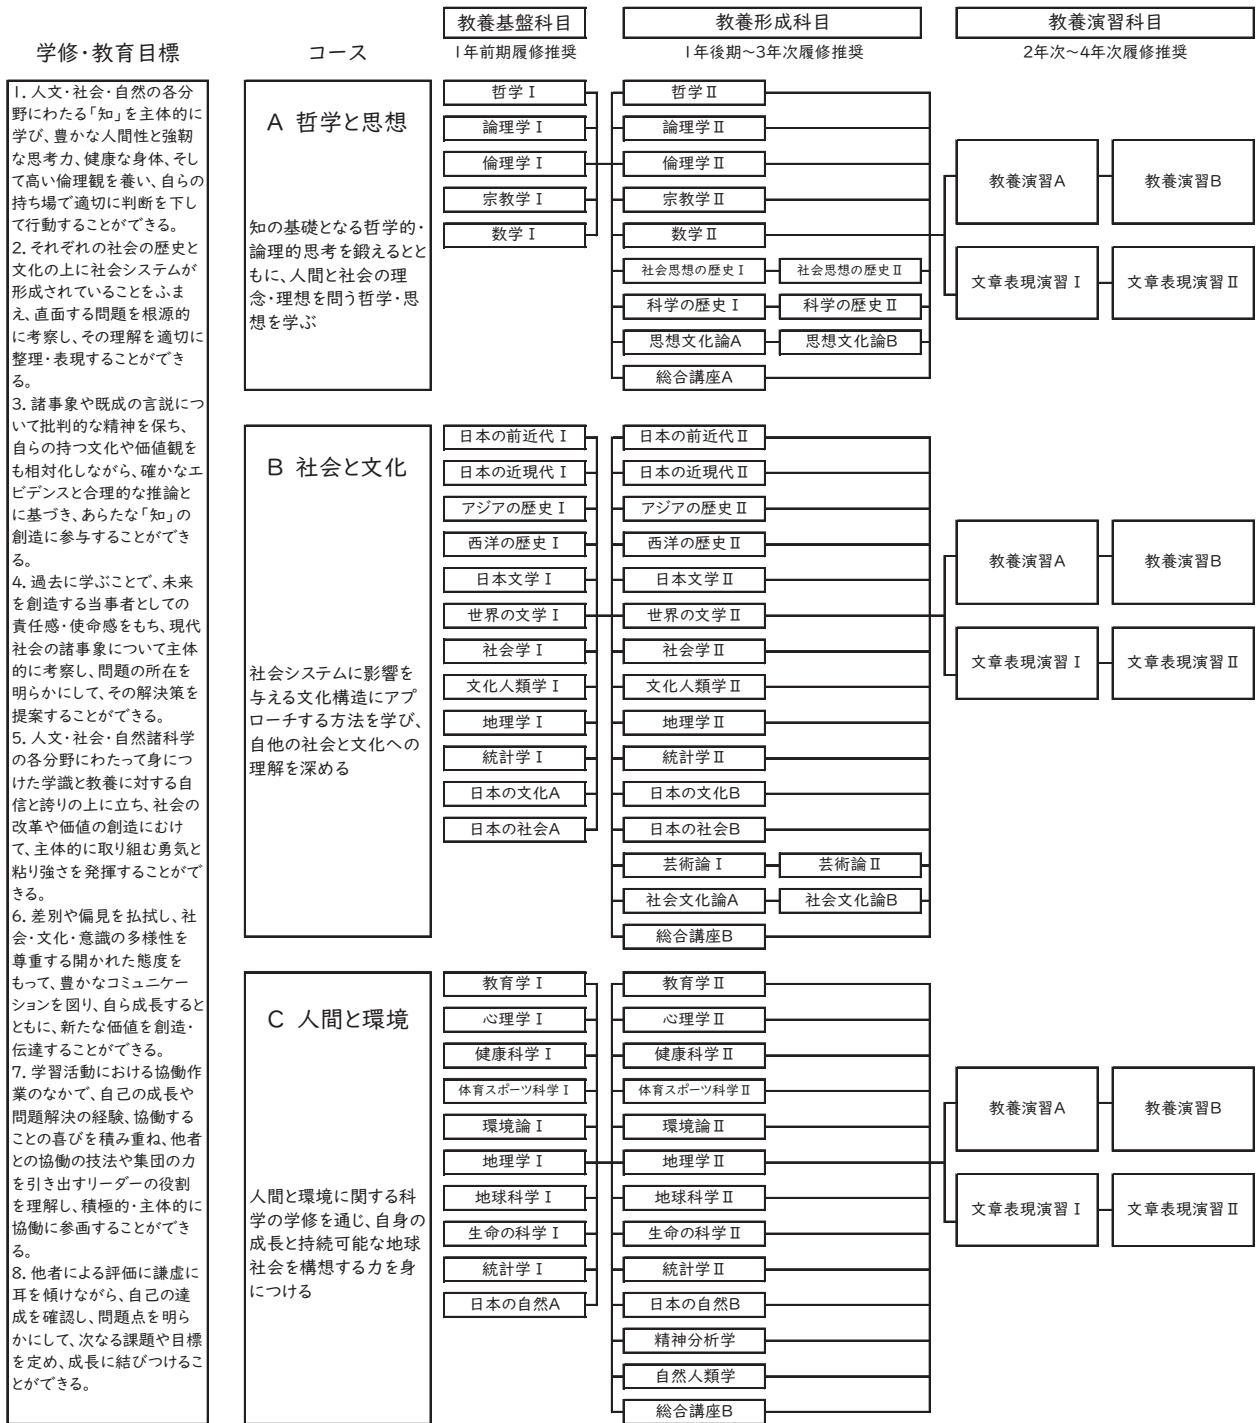 教養基盤科目
教養形成科目
教養演習科目
学修・教育目標
コース
1年前期履修推奨
1年後期～3年次履修推奨
2年次～4年次履修推奨
1. 人文・社会・自然の各分
野にわたる「知」を主体的に
学び、豊かな人間性と強靭
な思考力、健康な身体、そし
て高い倫理観を養い、自らの
持ち場で適切に判断を下し
て行動することができる。
2. それぞれの社会の歴史と
文化の上に社会システムが
形成されていることをふま
え、直面する問題を根源的
に考察し、その理解を適切に
整理・表現することができ
る。
3. 諸事象や既成の言説につ
いて批判的な精神を保ち、
自らの持つ文化や価値観を
も相対化しながら、確かなエ
ビデンスと合理的な推論と
に基づき、あらたな「知」の
創造に参与することができ
る。
4. 過去に学ぶことで、未来
を創造する当事者としての
責任感・使命感をもち、現代
社会の諸事象について主体
的に考察し、問題の所在を
明らかにして、その解決策を
提案することができる。
5. 人文・社会・自然諸科学
の各分野にわたって身につ
けた学識と教養に対する自
信と誇りの上に立ち、社会の
改革や価値の創造にむけ
て、主体的に取り組む勇気と
粘り強さを発揮することがで
きる。
6. 差別や偏見を払拭し、社
会・文化・意識の多様性を
尊重する開かれた態度を
もって、豊かなコミュニケー
ションを図り、自ら成長すると
ともに、新たな価値を創造・
伝達することができる。
7. 学習活動における協働作
業のなかで、自己の成長や
問題解決の経験、協働する
ことの喜びを積み重ね、他者
との協働の技法や集団の力
を引き出すリーダーの役割
を理解し、積極的・主体的に
協働に参画することができ
る。
8. 他者による評価に謙虚に
耳を傾けながら、自己の達
成を確認し、問題点を明ら
かにして、次なる課題や目標
を定め、成長に結びつけるこ
とができる。
A 哲学と思想
知の基礎となる哲学的・
論理的思考を鍛えるとと
もに、人間と社会の理
念・理想を問う哲学・思
想を学ぶ
哲学Ⅰ
論理学Ⅰ
倫理学Ⅰ
宗教学Ⅰ
数学Ⅰ
哲学Ⅱ
論理学Ⅱ
倫理学Ⅱ
宗教学Ⅱ
数学Ⅱ
社会思想の歴史Ⅰ 社会思想の歴史Ⅱ
科学の歴史Ⅰ 科学の歴史Ⅱ
思想文化論A 思想文化論B
総合講座A
教養演習A 教養演習B
文章表現演習Ⅰ 文章表現演習Ⅱ
B 社会と文化
社会システムに影響を
与える文化構造にアプ
ローチする方法を学び、
自他の社会と文化への
理解を深める
日本の前近代Ⅰ
日本の近現代Ⅰ
アジアの歴史Ⅰ
西洋の歴史Ⅰ
日本文学Ⅰ
世界の文学Ⅰ
社会学Ⅰ
文化人類学Ⅰ
地理学Ⅰ
統計学Ⅰ
日本の文化A
日本の社会A
日本の前近代Ⅱ
日本の近現代Ⅱ
アジアの歴史Ⅱ
西洋の歴史Ⅱ
日本文学Ⅱ
世界の文学Ⅱ
社会学Ⅱ
文化人類学Ⅱ
地理学Ⅱ
統計学Ⅱ
日本の文化B
日本の社会B
芸術論Ⅰ 芸術論Ⅱ
社会文化論A 社会文化論B
総合講座B
教養演習A 教養演習B
文章表現演習Ⅰ 文章表現演習Ⅱ
C 人間と環境
人間と環境に関する科
学の学修を通じ、自身の
成長と持続可能な地球
社会を構想する力を身
につける
教育学Ⅰ
心理学Ⅰ
健康科学Ⅰ
体育スポーツ科学Ⅰ
環境論Ⅰ
地理学Ⅰ
地球科学Ⅰ
生命の科学Ⅰ
統計学Ⅰ
日本の自然A
教育学Ⅱ
心理学Ⅱ
健康科学Ⅱ
体育スポーツ科学Ⅱ
環境論Ⅱ
地理学Ⅱ
地球科学Ⅱ
生命の科学Ⅱ
統計学Ⅱ
日本の自然B
精神分析学
自然人類学
総合講座B
教養演習A 教養演習B
文章表現演習Ⅰ 文章表現演習Ⅱ